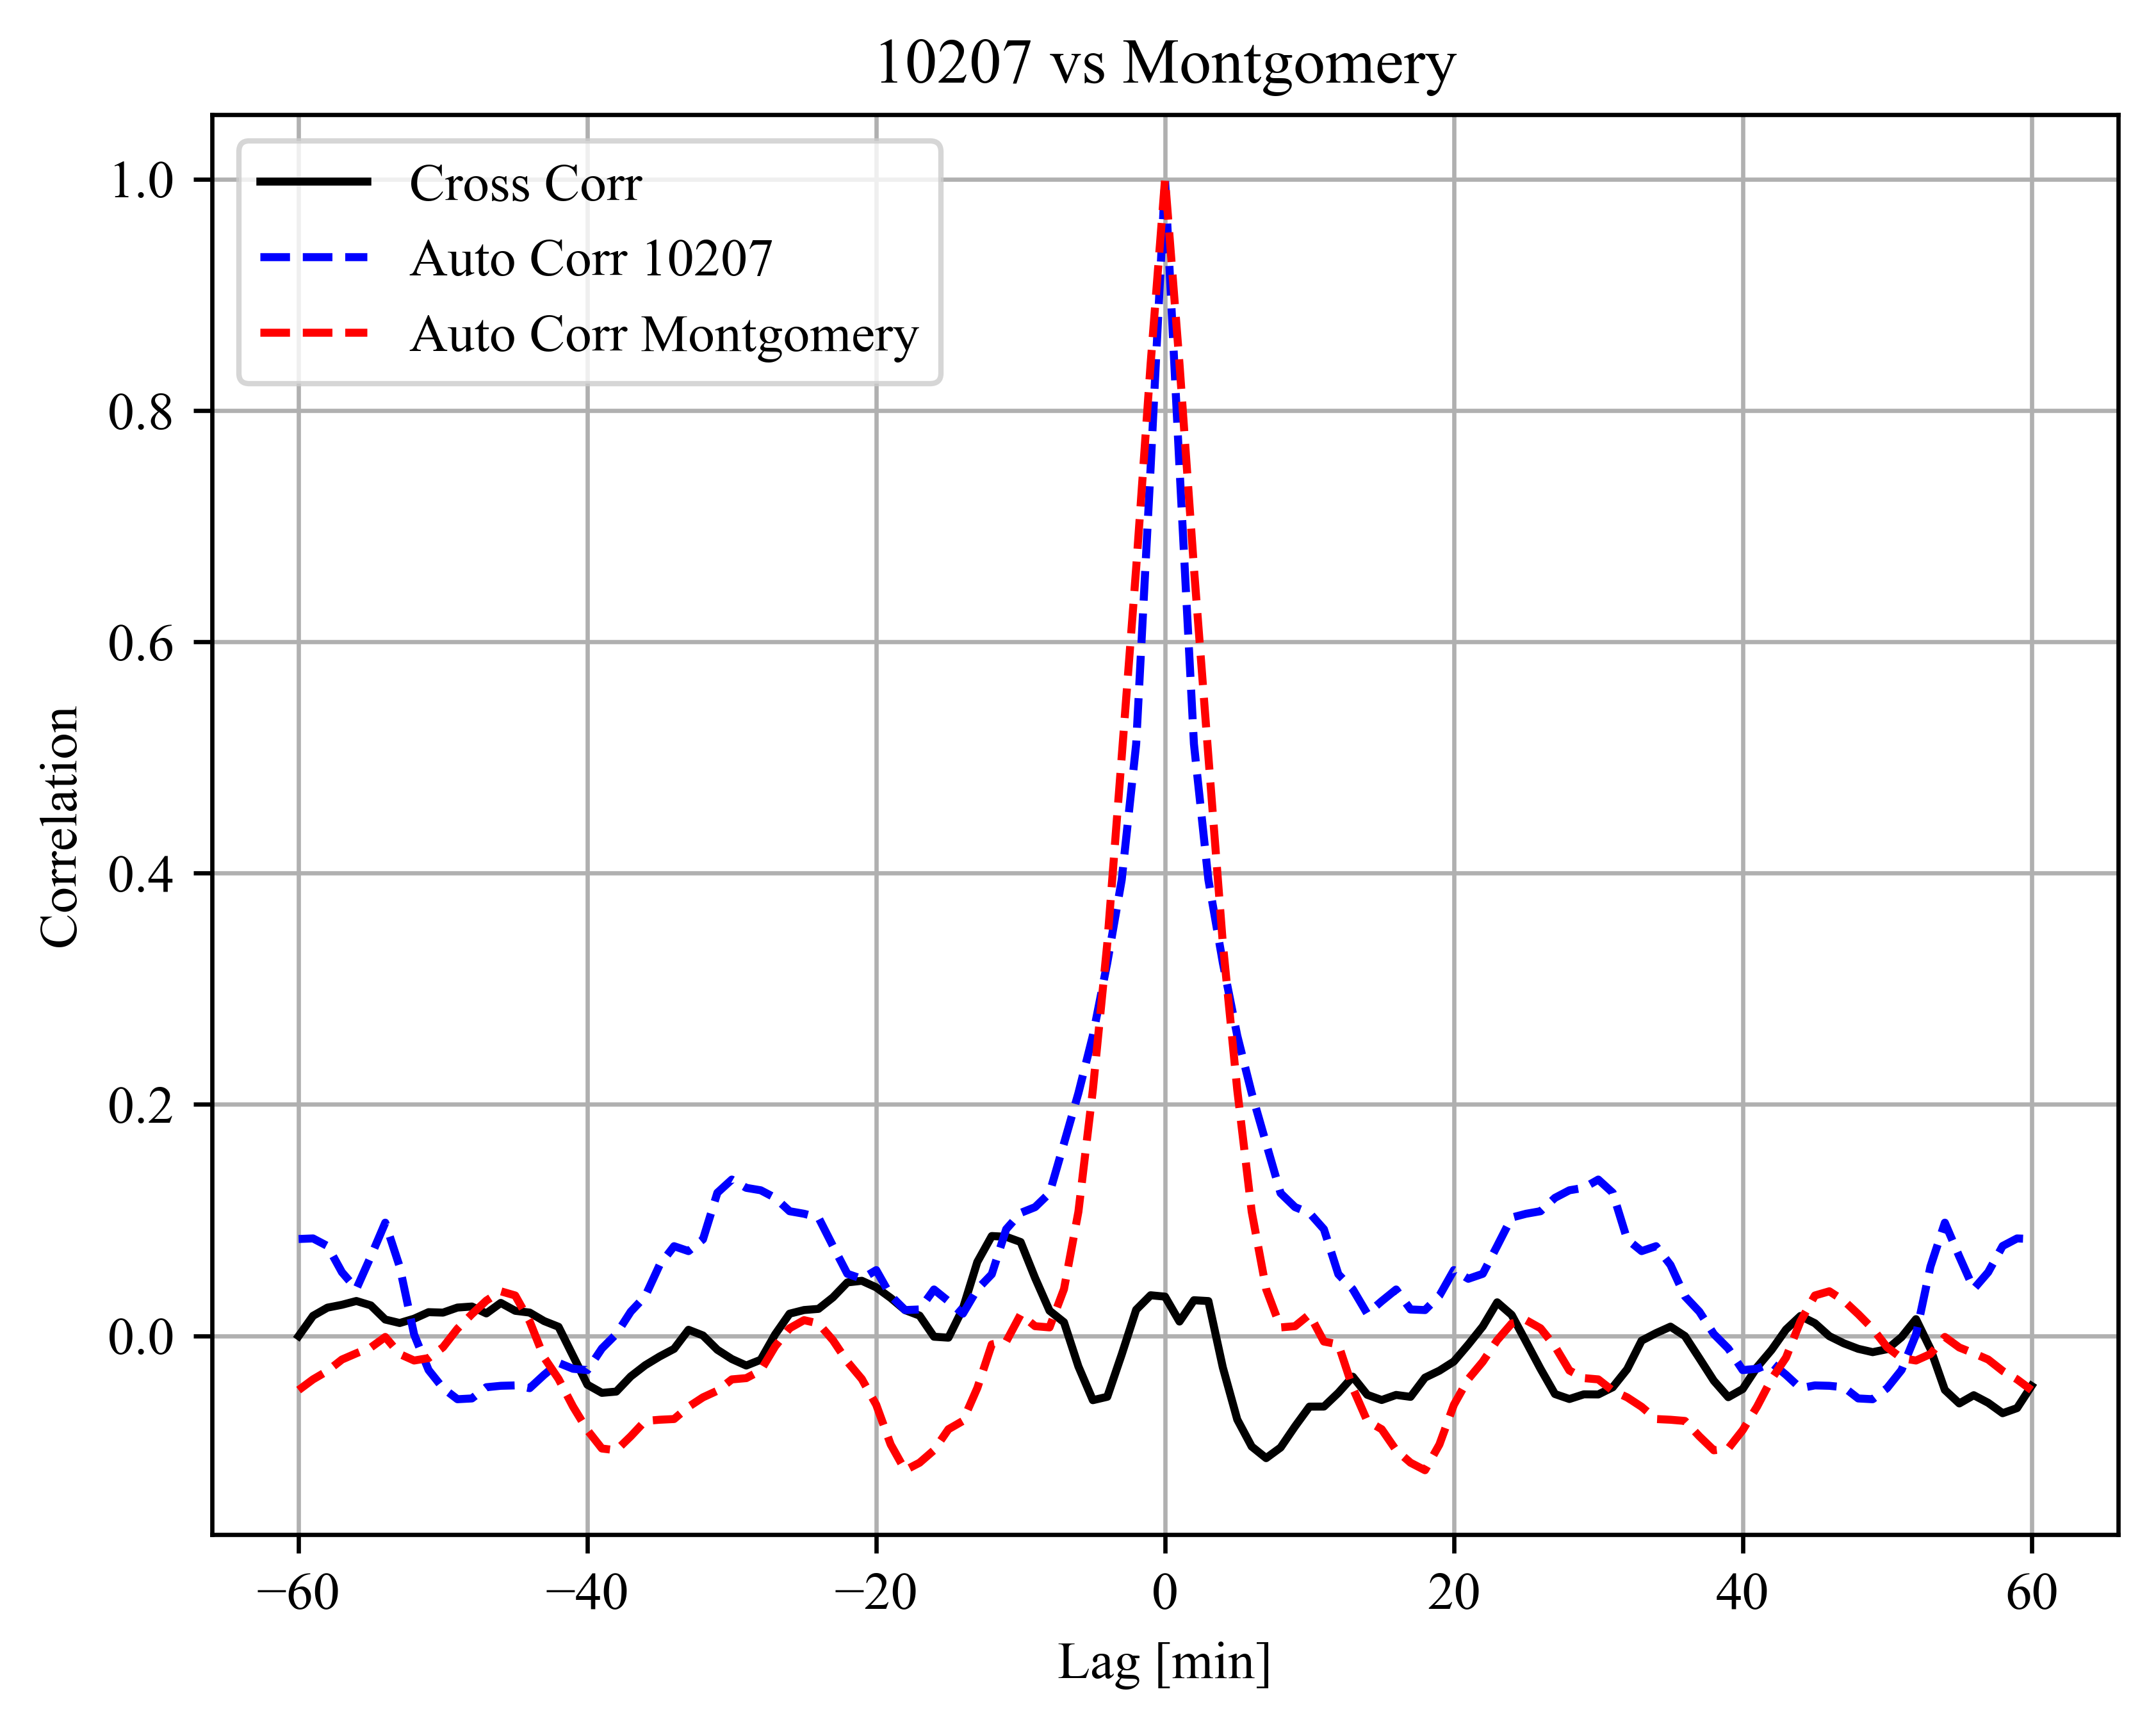 10207 vs Montgomery
Cross Corr
Auto Corr 10207
Auto Corr Montgomery
1.0
0.8
0.6
0.4
0.2
0.0
Correlation
−60 −40 −20 0 20 40 60
Lag [min]